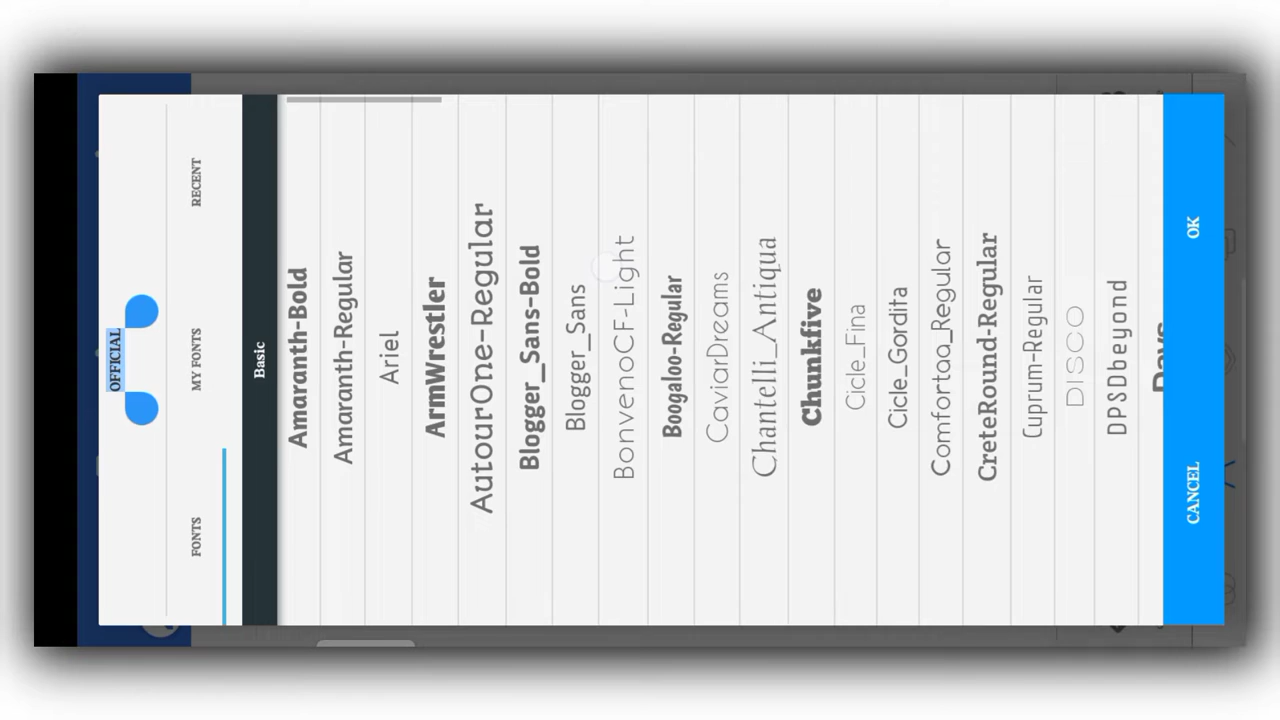 OFFICIAL
FONTS MY FONTS RECENT
Basic
Amaranth-Bold
Amaranth-Regular
Ariel
ArmWrestler
AutourOne-Regular
Blogger_Sans-Bold
Blogger_Sans
BonvenoCF-Light
Boogaloo-Regular
CaviarDreams
Chantelli_Antiqua
Chunkfive
Cicle_Fina
Cicle_Gordita
Comfortaa_Regular
CreteRound-Regular
Cuprum-Regular
DISCO
DPSDbeyond
Days
CANCEL OK